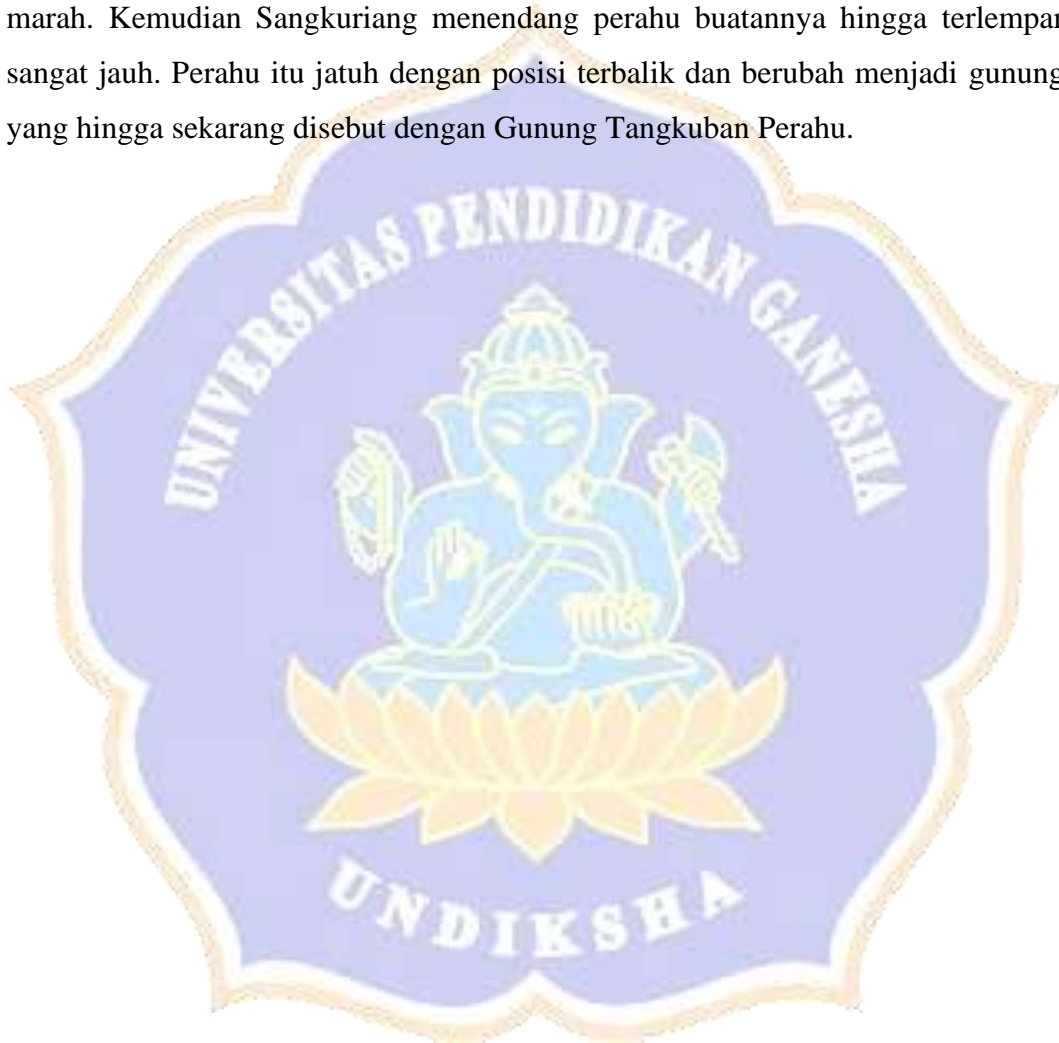 marah. Kemudian Sangkuriang menendang perahu buatannya hingga terlempar
sangat jauh. Perahu itu jatuh dengan posisi terbalik dan berubah menjadi gunung
yang hingga sekarang disebut dengan Gunung Tangkuban Perahu.
UNIVERSITAS PENDIDIKAN GANESHA
UNDIKSHA